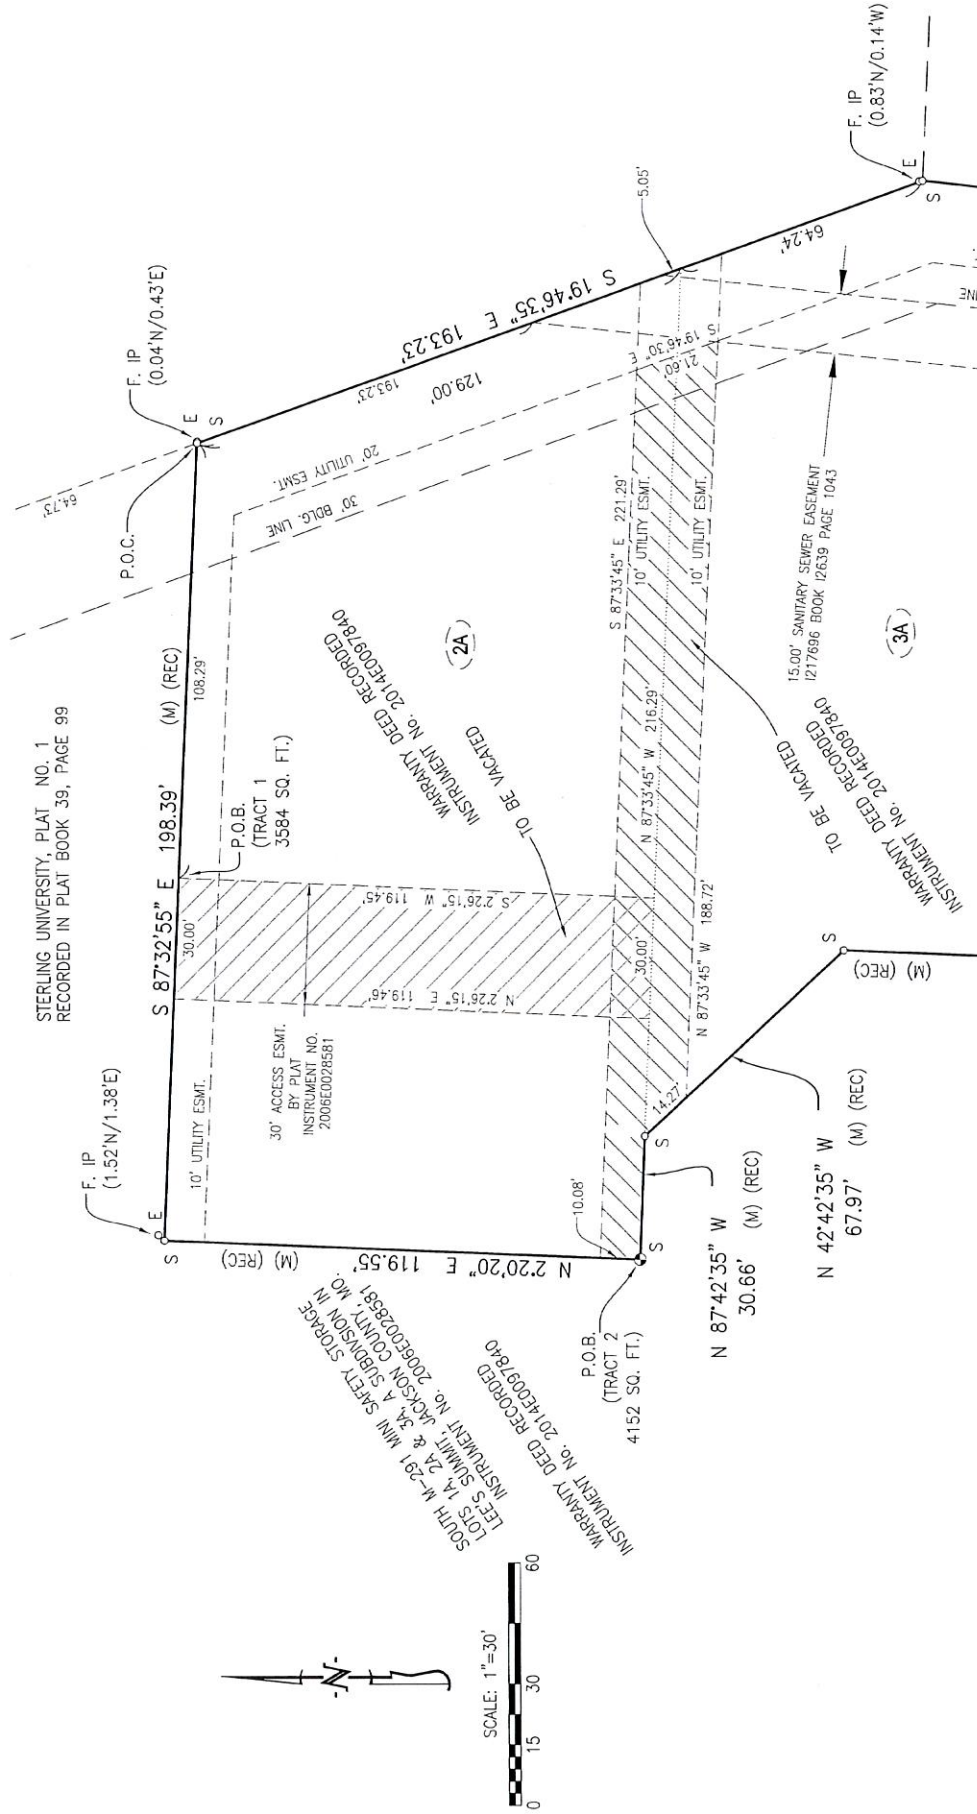 STERLING UNIVERSITY, PLAT NO. 1
RECORDED IN PLAT BOOK 39, PAGE 99
F. IP
(1.52'N/1.38'E)
E
S
S 87°32'55" E 198.39' (M) (REC)
30.00'
108.29'
P.O.C.
F. IP
(0.04'N/0.43'E)
E
S
64.73'
10' UTILITY ESMT.
P.O.B.
(TRACT 1
3584 SQ. FT.)
20' UTILITY ESMT.
30' BDLG. LINE
193.23'
129.00'
S 19°46'35" E
193.23'
30' ACCESS ESMT.
BY PLAT
INSTRUMENT NO.
2006E0028581
N 2°26'15" E 119.46'
S 2°26'15" W 119.45'
WARRANTY DEED RECORDED
INSTRUMENT No. 2014E0097840
TO BE VACATED
2A
N 2°20'20" E 119.55'
(M) (REC)
10.08'
30.00'
S 87°33'45" E 221.29'
10' UTILITY ESMT.
N 87°33'45" W 216.29'
10' UTILITY ESMT.
N 87°33'45" W 188.72'
S 19°46'30" E
21.60'
5.05'
64.24'
F. IP
(0.83'N/0.14'W)
E
S
SOUTH M-291 MINI SAFETY STORAGE
LOTS 1A, 2A & 3A, A SUBDIVISION IN
LEE'S SUMMIT, JACKSON COUNTY, MO.
INSTRUMENT No. 2006E0028581
WARRANTY DEED RECORDED
INSTRUMENT No. 2014E0097840
P.O.B.
(TRACT 2
4152 SQ. FT.)
S
S
14.27'
N 87°42'35" W
30.66' (M) (REC)
N 42°42'35" W
67.97' (M) (REC)
S
(M) (REC)
TO BE VACATED
WARRANTY DEED RECORDED
INSTRUMENT No. 2014E0097840
15.00' SANITARY SEWER EASEMENT
I217696 BOOK I2639 PAGE 1043
3A
N
SCALE: 1"=30'
0 15 30 60